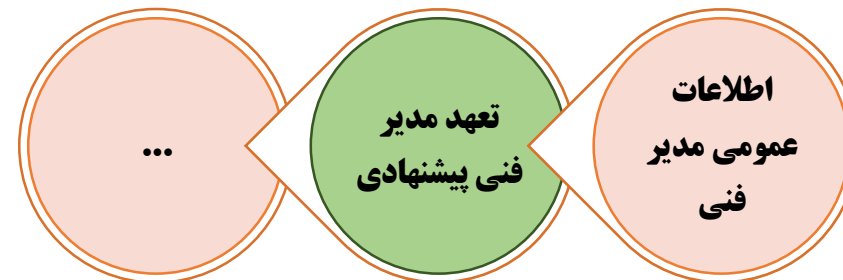 اطلاعات
عمومی مدیر
فنی
تعهد مدیر
فنی پیشنهادی
...